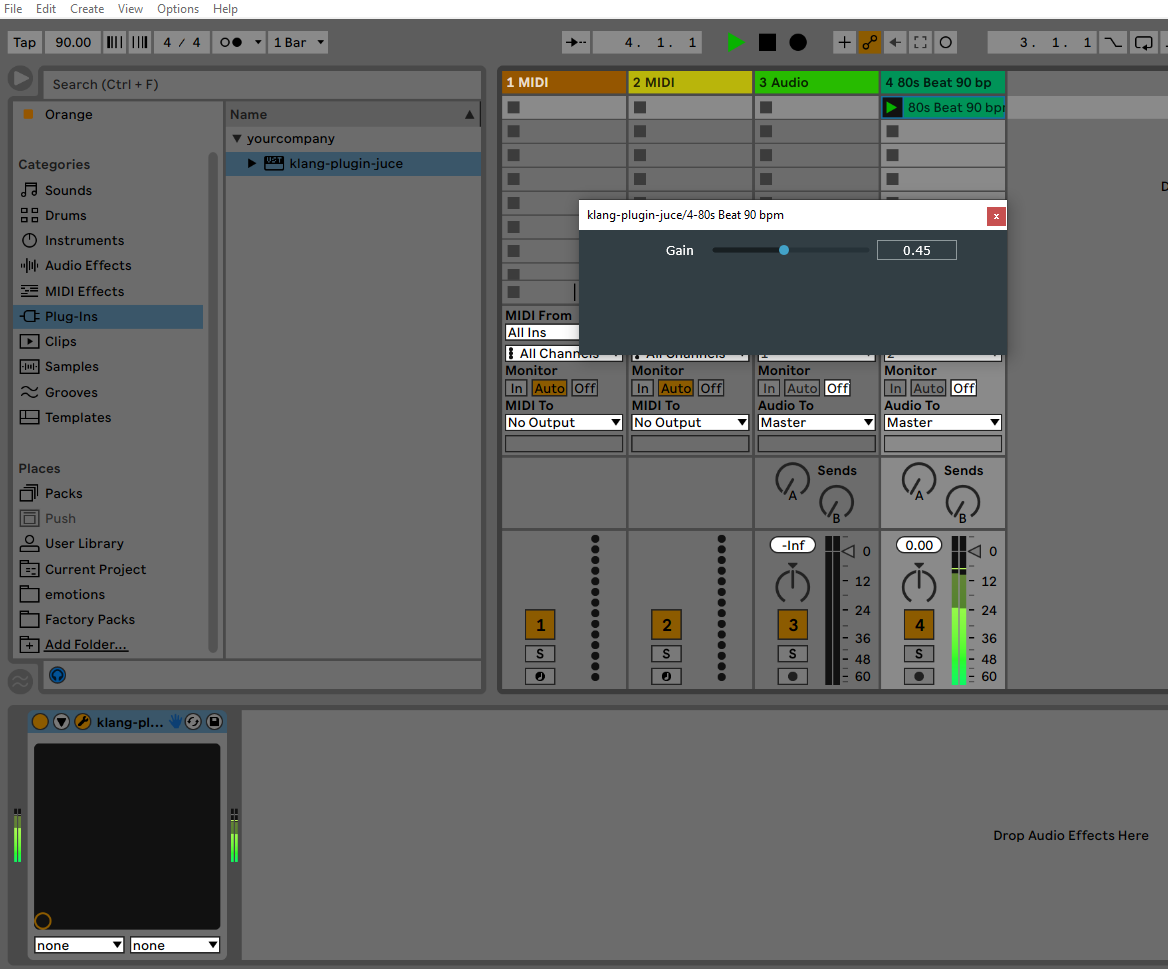 File Edit Create View Options Help
Tap 90.00 4 / 4 1 Bar 4. 1. 1 3. 1. 1
Search (Ctrl + F)
Orange
Categories
Sounds
Drums
Instruments
Audio Effects
MIDI Effects
Plug-Ins
Clips
Samples
Grooves
Templates
Places
Packs
Push
User Library
Current Project
emotions
Factory Packs
Add Folder...
Name
yourcompany
VST klang-plugin-juce
1 MIDI 2 MIDI 3 Audio 4 80s Beat 90 bp
80s Beat 90 bpr
D
klang-plugin-juce/4-80s Beat 90 bpm x
Gain 0.45
MIDI From
All Ins
All Channels All Channels 1 2
Monitor Monitor Monitor Monitor
In Auto Off In Auto Off In Auto Off In Auto Off
MIDI To MIDI To Audio To Audio To
No Output No Output Master Master
Sends Sends
A A
B B
-Inf 0 0.00 0
12 12
24 24
1 2 3 4
36 36
S S S S
48 48
60 60
klang-pl...
Drop Audio Effects Here
none none